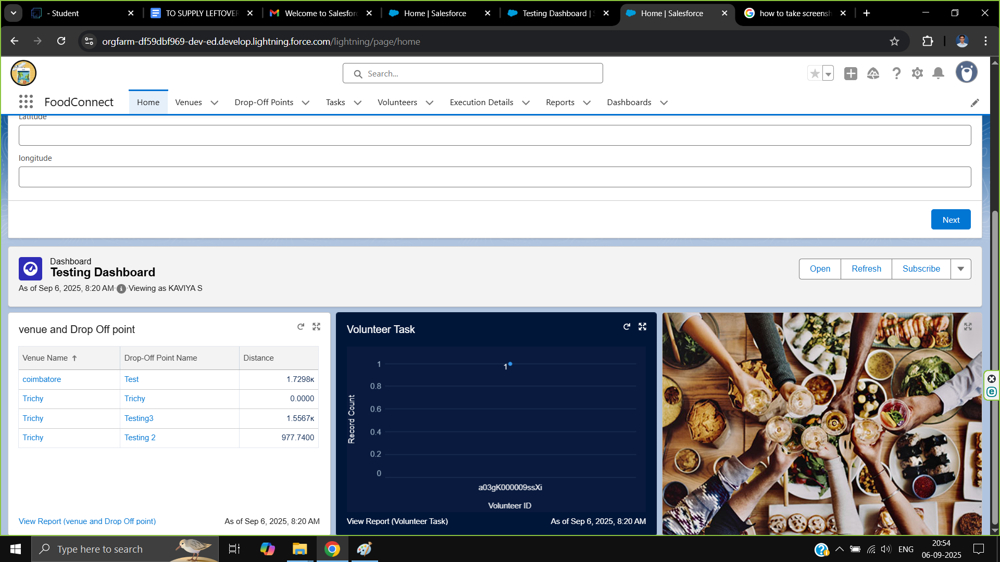 - Student
TO SUPPLY LEFTOVER
Welcome to Salesforc
Home | Salesforce
Testing Dashboard | S
Home | Salesforce
how to take screensh
orgfarm-df59dbf969-dev-ed.develop.lightning.force.com/lightning/page/home
Search...
FoodConnect
Home
Venues
Drop-Off Points
Tasks
Volunteers
Execution Details
Reports
Dashboards
Latitude
longitude
Next
Dashboard
Testing Dashboard
As of Sep 6, 2025, 8:20 AM·Viewing as KAVIYA S
Open
Refresh
Subscribe
venue and Drop Off point
Venue Name ↑ Drop-Off Point Name Distance
coimbatore Test 1.7298K
Trichy Trichy 0.0000
Trichy Testing3 1.5567K
Trichy Testing 2 977.7400
View Report (venue and Drop Off point)
As of Sep 6, 2025, 8:20 AM
Volunteer Task
Record Count
1
0.8
0.6
0.4
0.2
0
1
a03gK000009ssXi
Volunteer ID
View Report (Volunteer Task)
As of Sep 6, 2025, 8:20 AM
Type here to search
ENG
20:54
06-09-2025